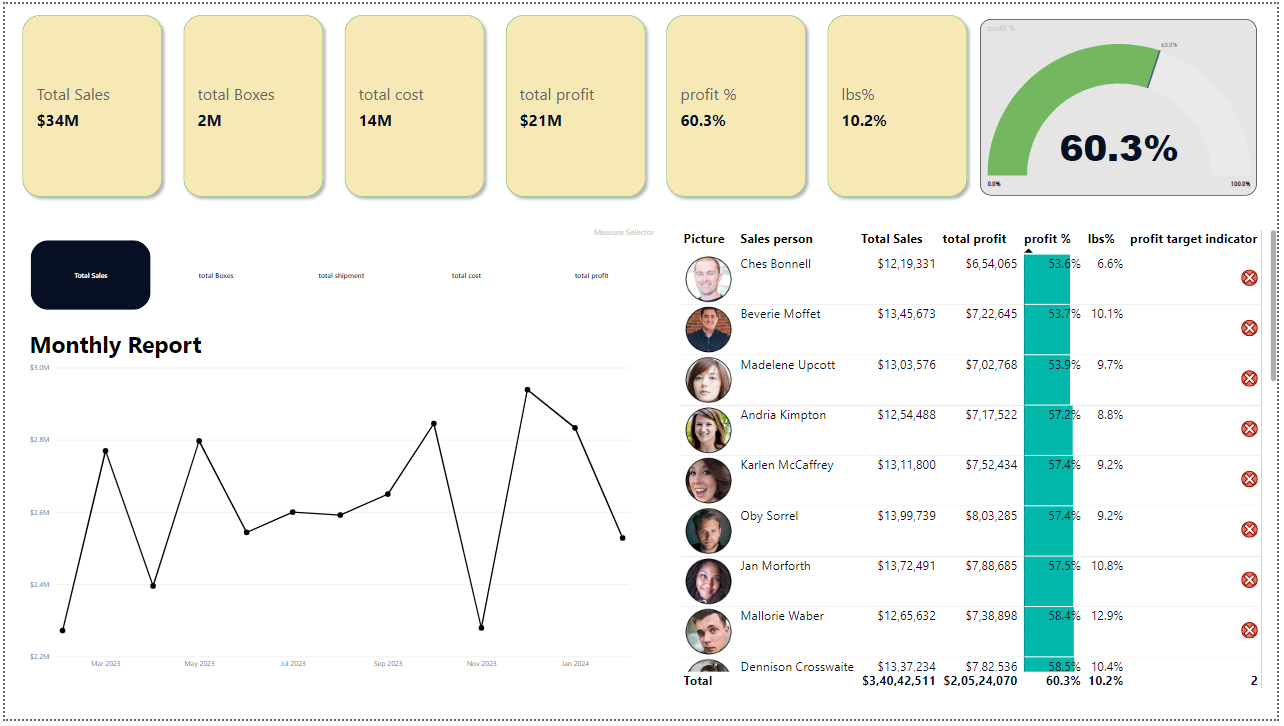 Total Sales
$34M
total Boxes
2M
total cost
14M
total profit
$21M
profit %
60.3%
lbs%
10.2%
profit %
60.0%
60.3%
0.0%
100.0%
Measure Selector
Total Sales
total Boxes
total shipment
total cost
total profit
Monthly Report
$3.0M
$2.8M
$2.6M
$2.4M
$2.2M
Mar 2023
May 2023
Jul 2023
Sep 2023
Nov 2023
Jan 2024
Picture Sales person Total Sales total profit profit % lbs% profit target indicator
Ches Bonnell $12,19,331 $6,54,065 53.6% 6.6%
Beverie Moffet $13,45,673 $7,22,645 53.7% 10.1%
Madelene Upcott $13,03,576 $7,02,768 53.9% 9.7%
Andria Kimpton $12,54,488 $7,17,522 57.2% 8.8%
Karlen McCaffrey $13,11,800 $7,52,434 57.4% 9.2%
Oby Sorrel $13,99,739 $8,03,285 57.4% 9.2%
Jan Morforth $13,72,491 $7,88,685 57.5% 10.8%
Mallorie Waber $12,65,632 $7,38,898 58.4% 12.9%
Dennison Crosswaite $13,37,234 $7,82,536 58.5% 10.4%
Total $3,40,42,511 $2,05,24,070 60.3% 10.2% 2